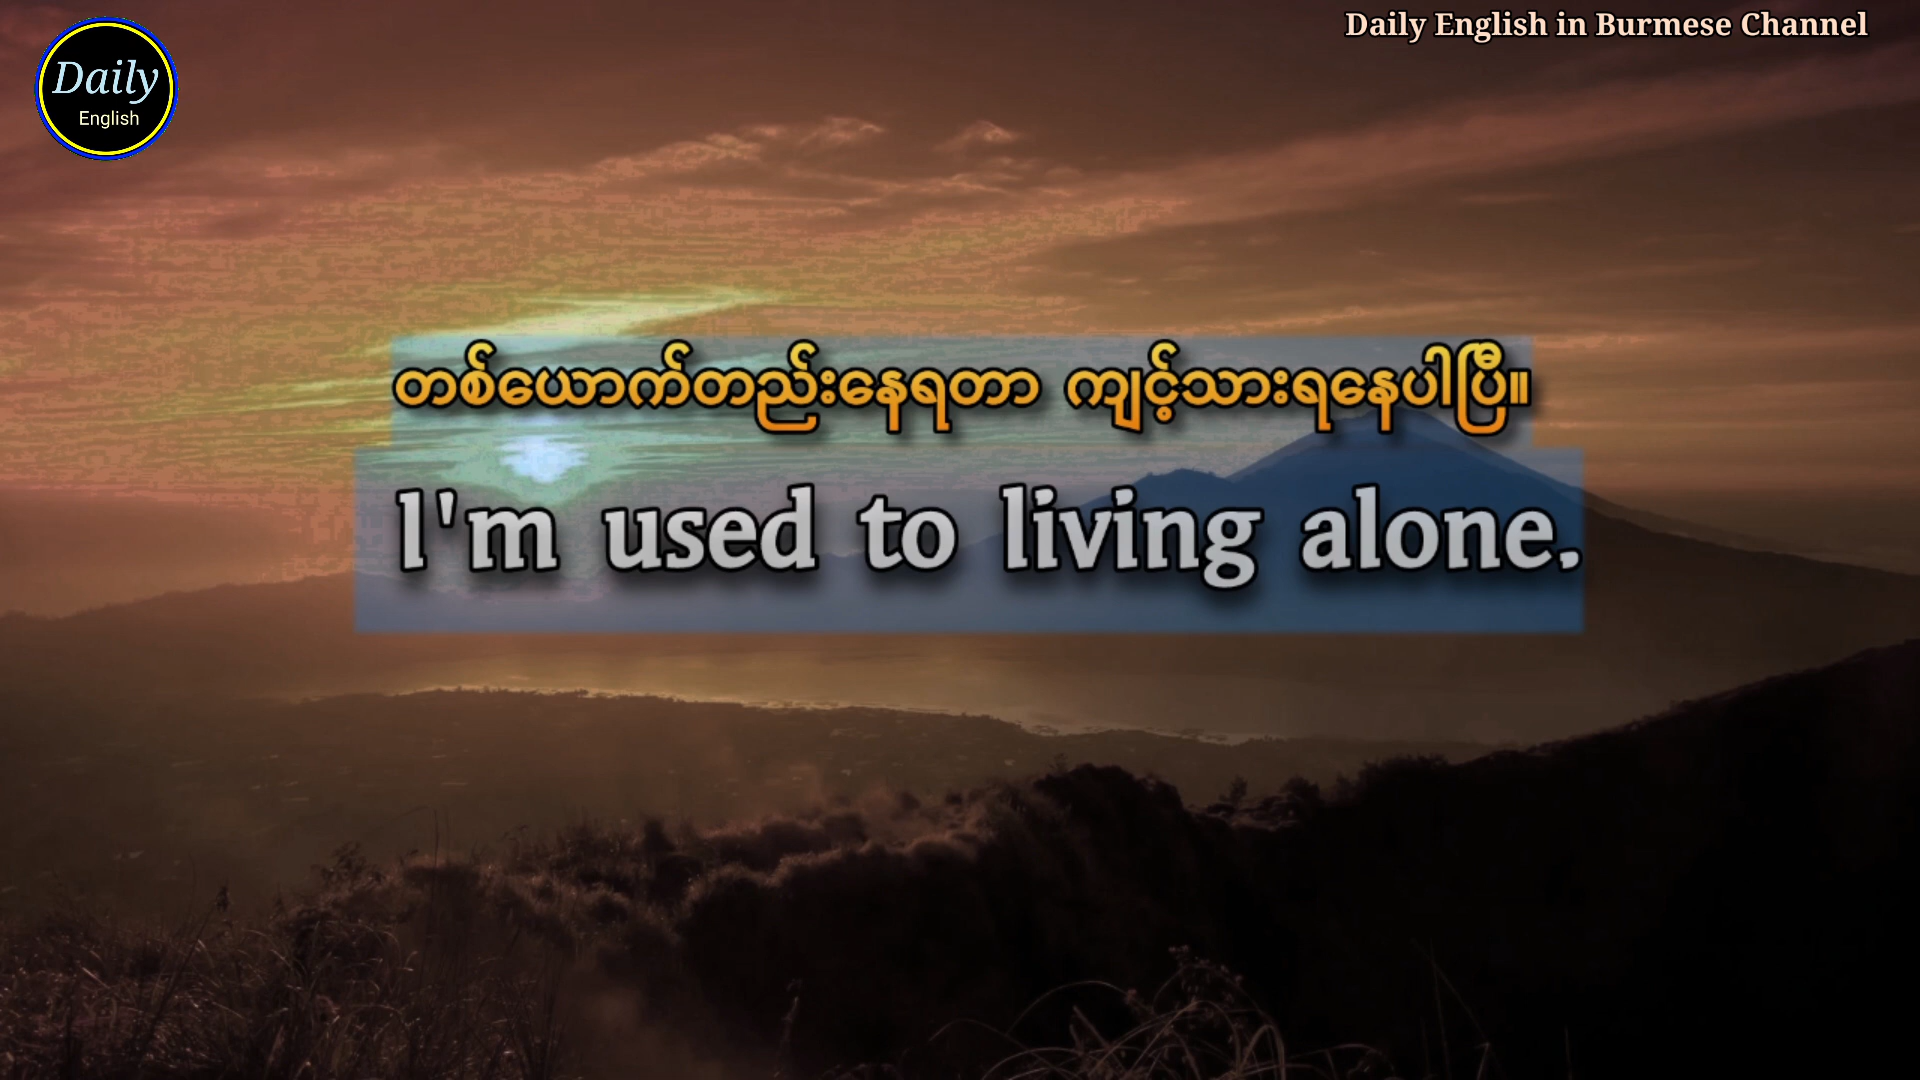 Daily English in Burmese Channel
Daily
English
တစ်ယောက်တည်းနေရတာ ကျင့်သားရနေပါပြီ။
I'm used to living alone.